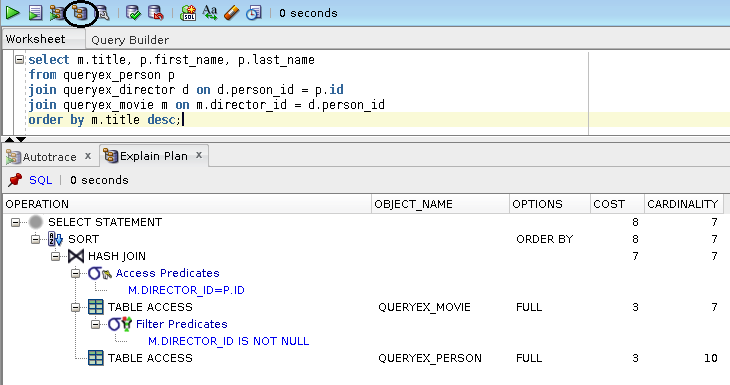 0 seconds
Worksheet Query Builder
select m.title, p.first_name, p.last_name
from queryex_person p
join queryex_director d on d.person_id = p.id
join queryex_movie m on m.director_id = d.person_id
order by m.title desc;
Autotrace x Explain Plan x
SQL | 0 seconds
OPERATION OBJECT_NAME OPTIONS COST CARDINALITY
SELECT STATEMENT 8 7
SORT ORDER BY 8 7
HASH JOIN 7 7
Access Predicates
M.DIRECTOR_ID=P.ID
TABLE ACCESS QUERYEX_MOVIE FULL 3 7
Filter Predicates
M.DIRECTOR_ID IS NOT NULL
TABLE ACCESS QUERYEX_PERSON FULL 3 10